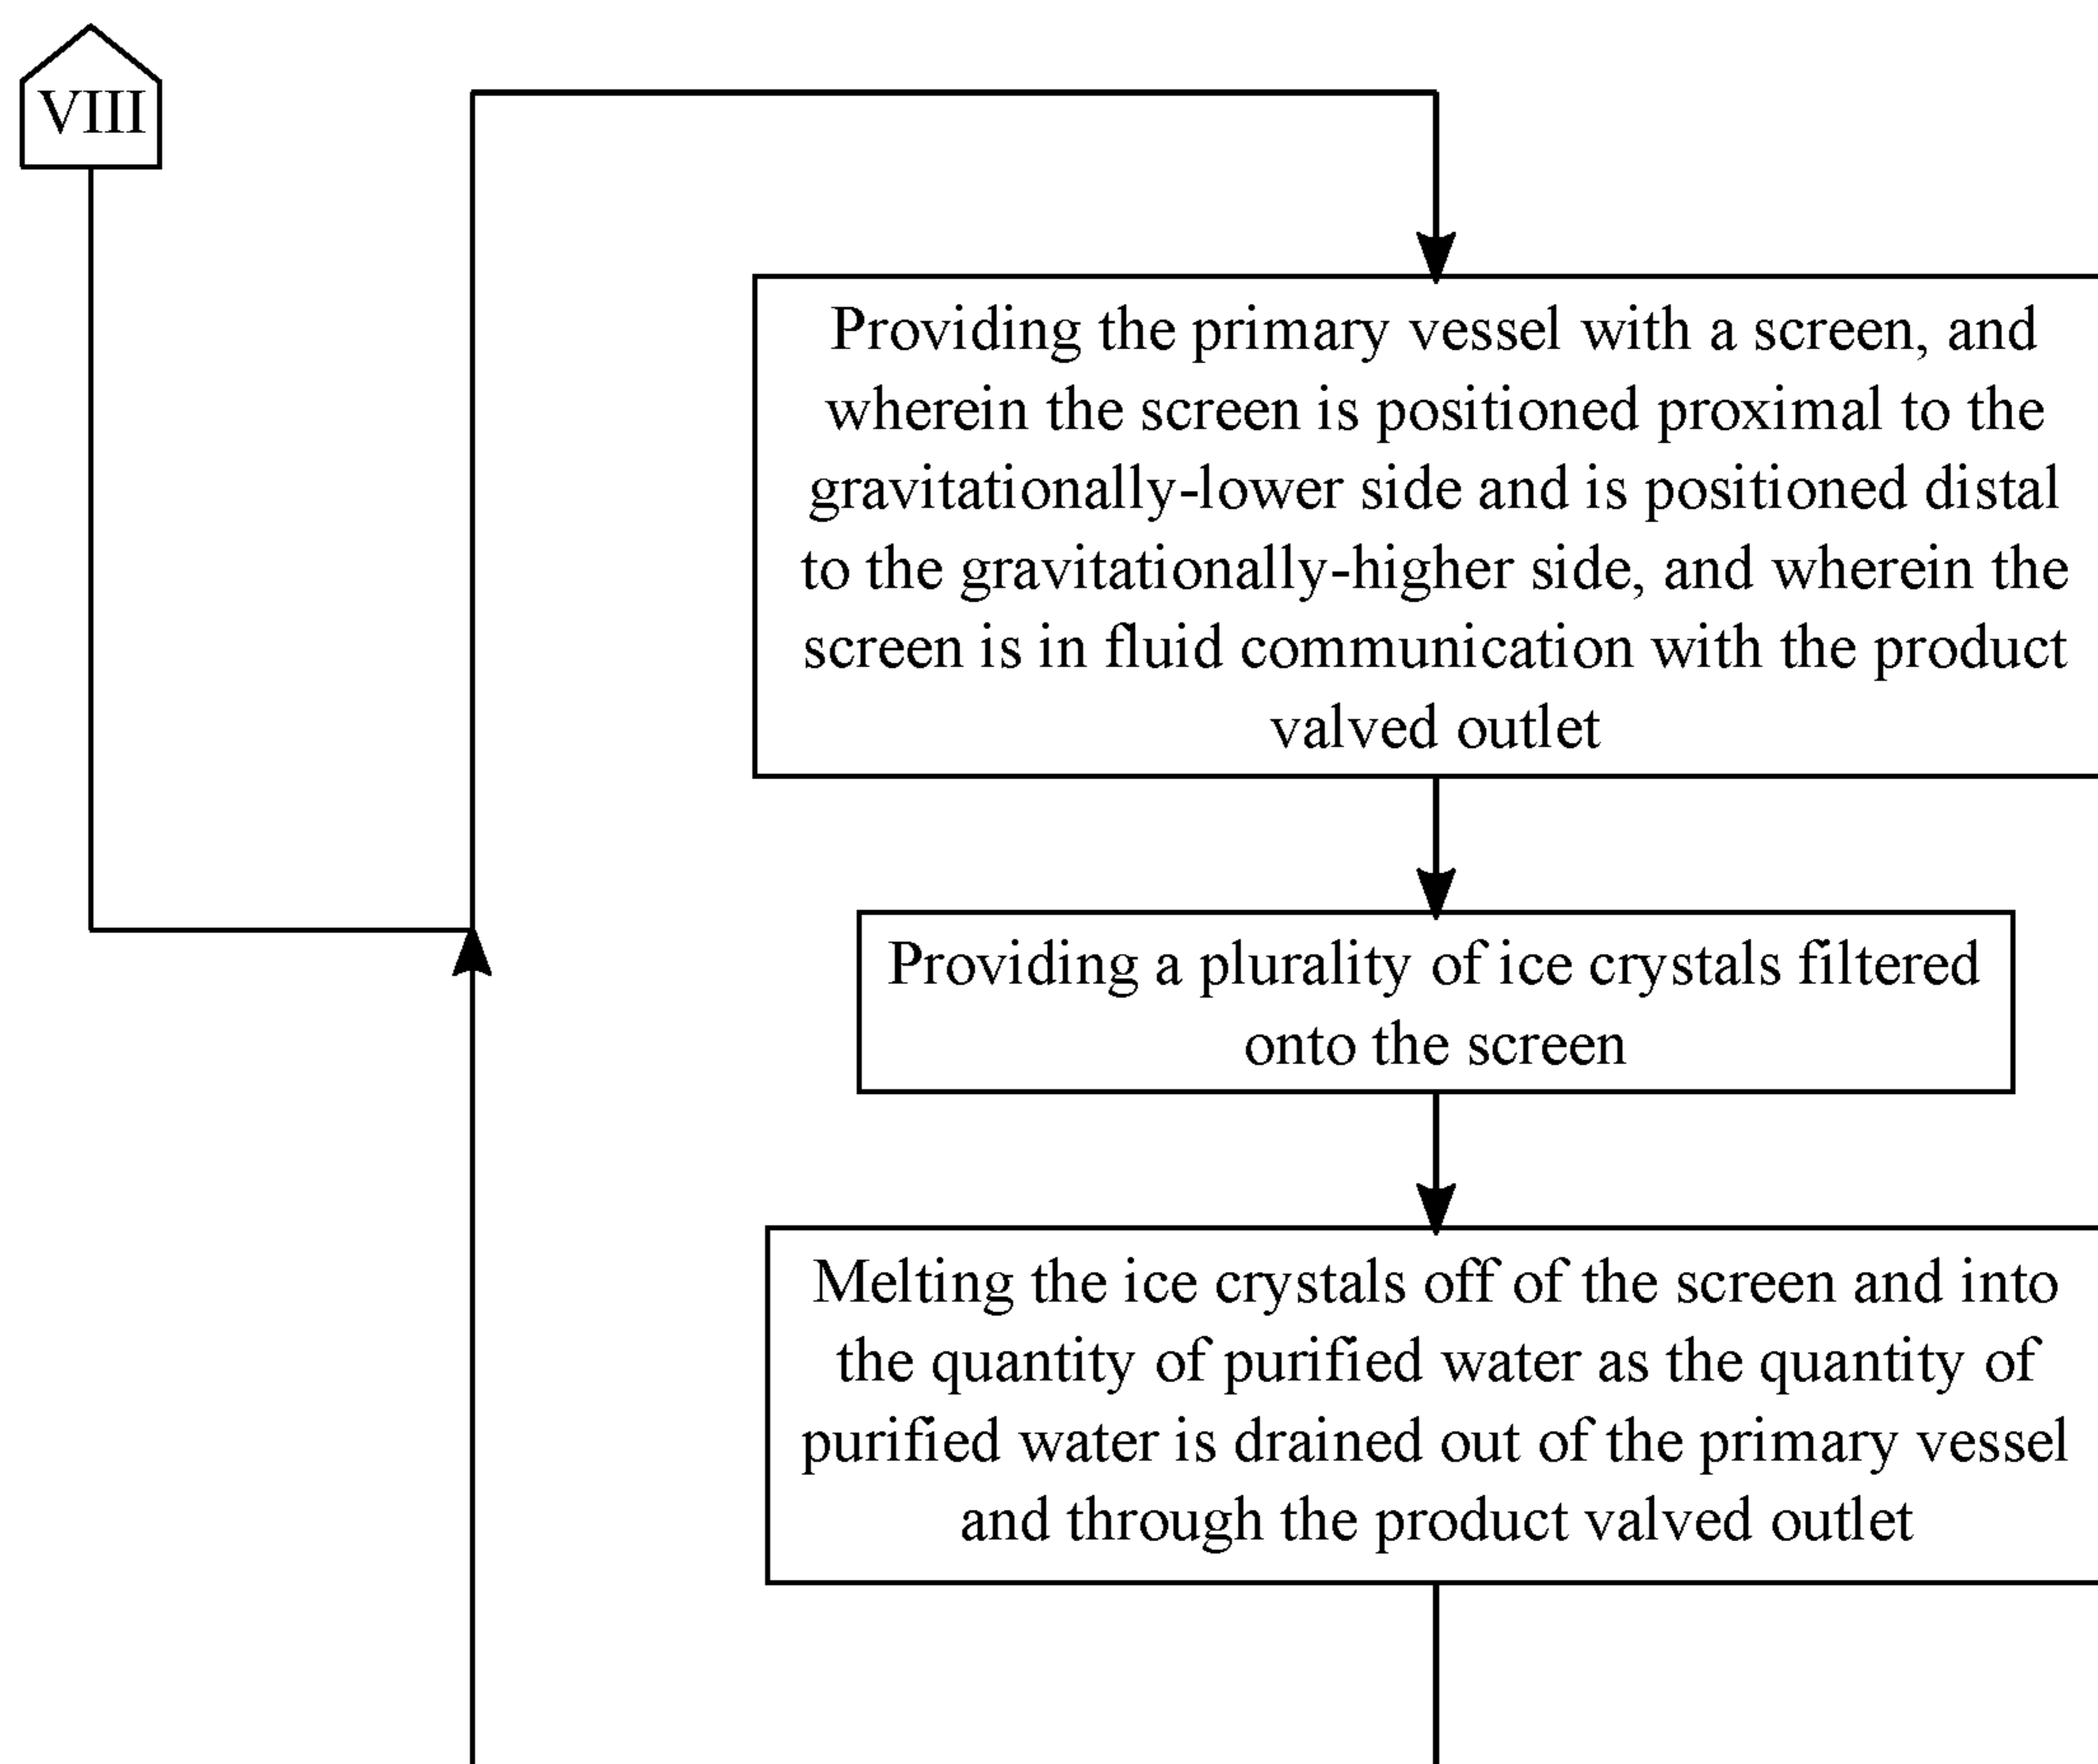 VIII
Providing the primary vessel with a screen, and
wherein the screen is positioned proximal to the
gravitationally-lower side and is positioned distal
to the gravitationally-higher side, and wherein the
screen is in fluid communication with the product
valved outlet
Providing a plurality of ice crystals filtered
onto the screen
Melting the ice crystals off of the screen and into
the quantity of purified water as the quantity of
purified water is drained out of the primary vessel
and through the product valved outlet